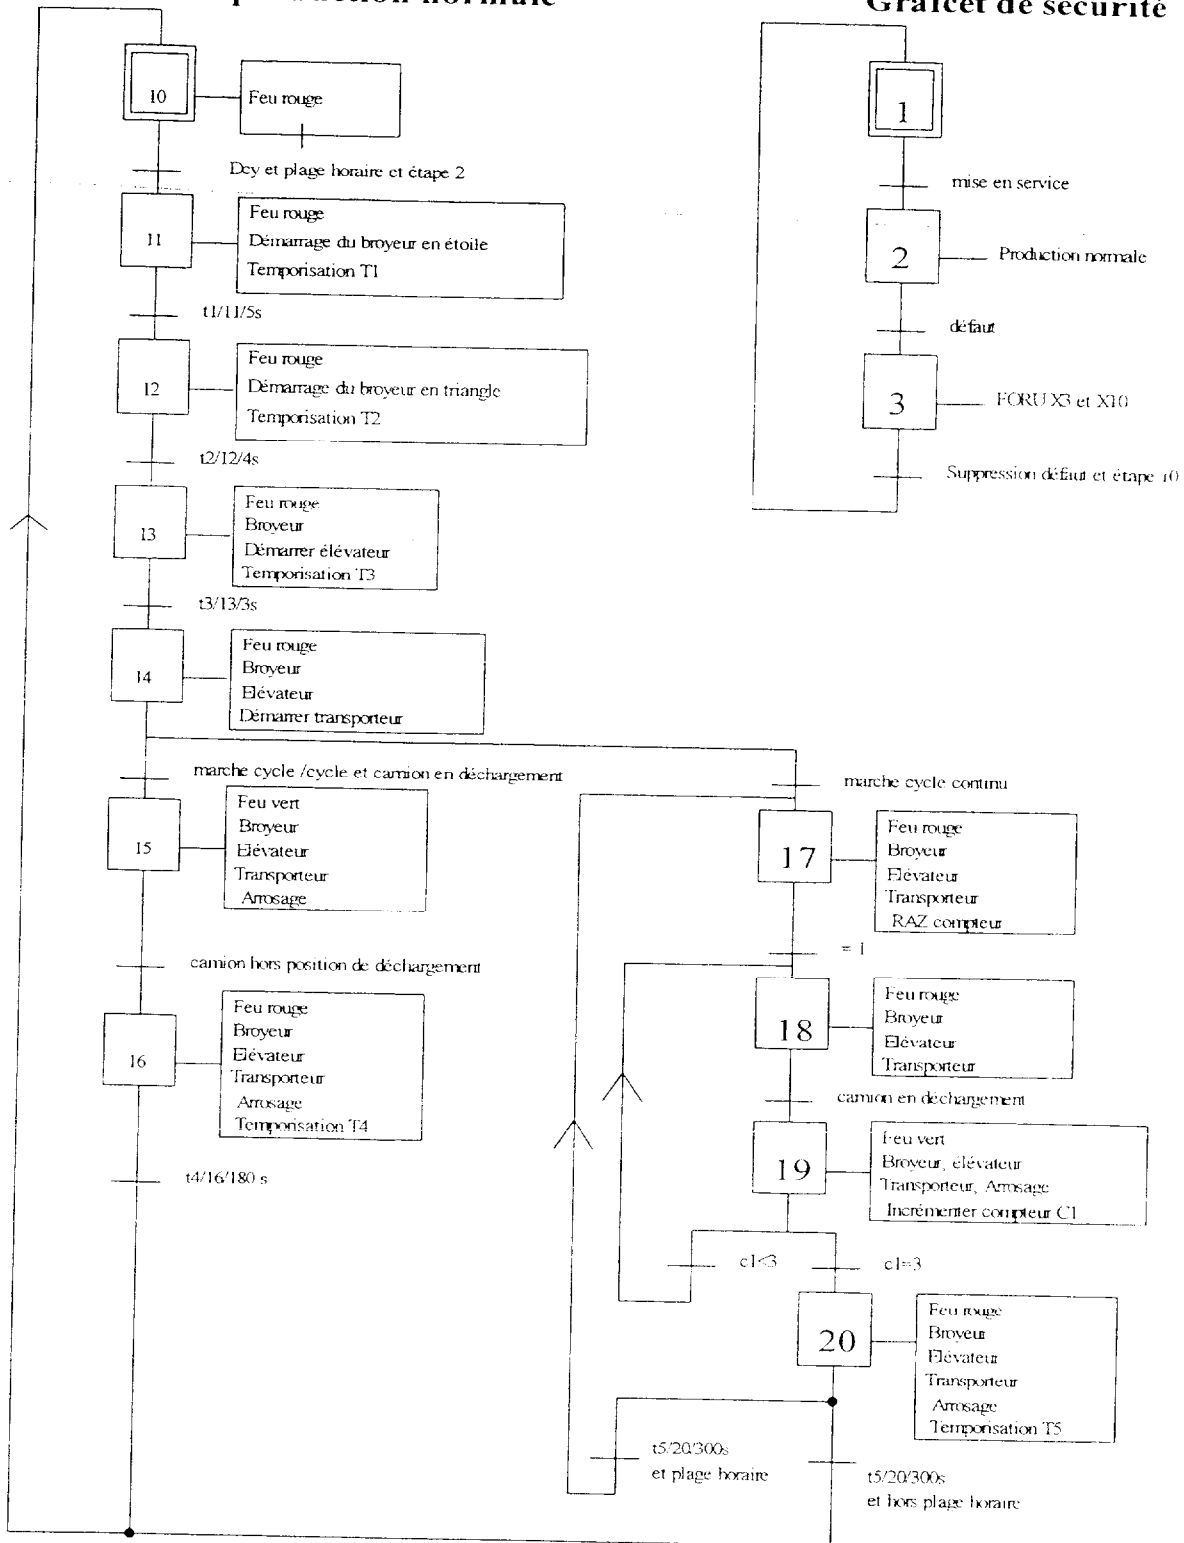 production normale
Grafcet de sécurité
10
Feu rouge
Dcy et plage horaire et étape 2
11
Feu rouge
Démarrage du broyeur en étoile
Temporisation T1
t1/11/5s
12
Feu rouge
Démarrage du broyeur en triangle
Temporisation T2
t2/12/4s
13
Feu rouge
Broyeur
Démarrer élévateur
Temporisation T3
t3/13/3s
14
Feu rouge
Broyeur
Elévateur
Démarrer transporteur
marche cycle /cycle et camion en déchargement
15
Feu vert
Broyeur
Elévateur
Transporteur
Arrosage
camion hors position de déchargement
16
Feu rouge
Broyeur
Elévateur
Transporteur
Arrosage
Temporisation T4
t4/16/180 s
1
mise en service
2
Production normale
défaut
3
FORU X3 et X10
Suppression défaut et étape 10
marche cycle continu
17
Feu rouge
Broyeur
Elévateur
Transporteur
RAZ compteur
= 1
18
Feu rouge
Broyeur
Elévateur
Transporteur
camion en déchargement
19
Feu vert
Broyeur, élévateur
Transporteur, Arrosage
Incrémenter compteur C1
c1<3
c1=3
20
Feu rouge
Broyeur
Elévateur
Transporteur
Arrosage
Temporisation T5
t5/20/300s
et plage horaire
t5/20/300s
et hors plage horaire